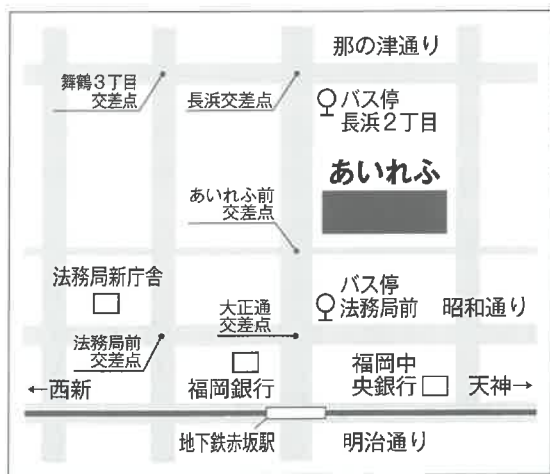 那の津通り
舞鶴3丁目
交差点
長浜交差点
バス停
長浜2丁目
あいれふ
あいれふ前
交差点
法務局新庁舎
大正通
交差点
バス停
法務局前
昭和通り
法務局前
交差点
福岡銀行
福岡中
央銀行
←西新
天神→
地下鉄赤坂駅
明治通り